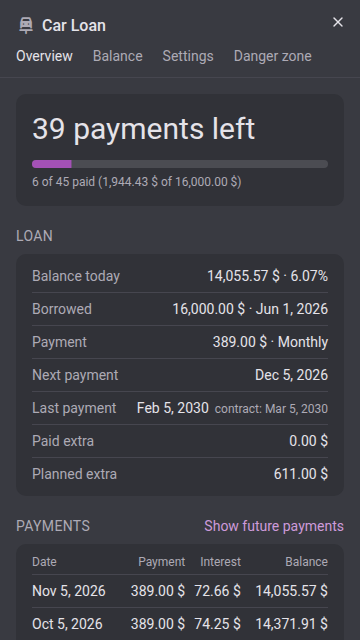 Car Loan
Overview Balance Settings Danger zone
39 payments left
6 of 45 paid (1,944.43 $ of 16,000.00 $)
LOAN
Balance today 14,055.57 $ · 6.07%
Borrowed 16,000.00 $ · Jun 1, 2026
Payment 389.00 $ · Monthly
Next payment Dec 5, 2026
Last payment Feb 5, 2030 contract: Mar 5, 2030
Paid extra 0.00 $
Planned extra 611.00 $
PAYMENTS Show future payments
Date Payment Interest Balance
Nov 5, 2026 389.00 $ 72.66 $ 14,055.57 $
Oct 5, 2026 389.00 $ 74.25 $ 14,371.91 $